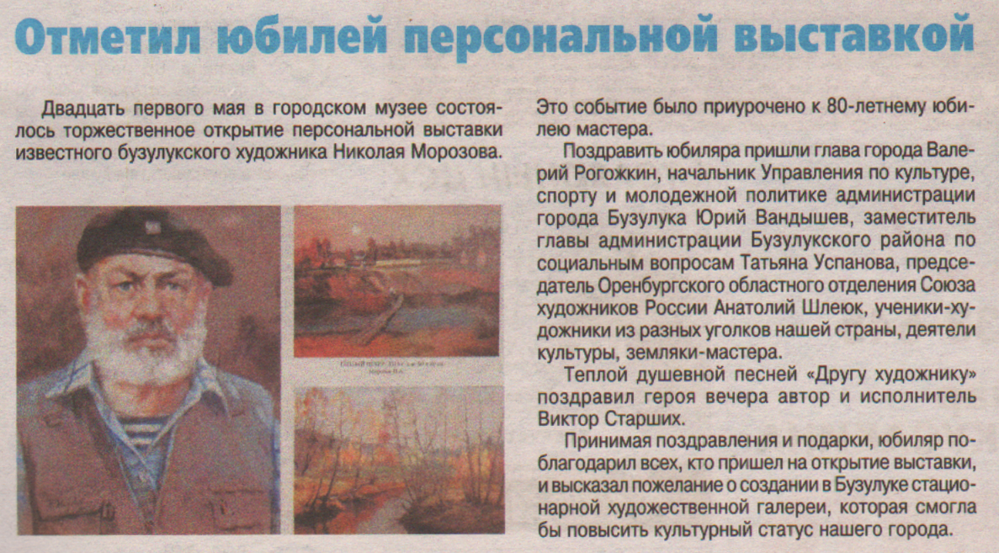 Отметил юбилей персональной выставкой
Двадцать первого мая в городском музее состоя-
лось торжественное открытие персональной выставки
известного бузулукского художника Николая Морозова.
Это событие было приурочено к 80-летнему юби-
лею мастера.
Поздравить юбиляра пришли глава города Вале-
рий Рогожкин, начальник Управления по культуре,
спорту и молодежной политике администрации
города Бузулука Юрий Вандышев, заместитель
главы администрации Бузулукского района по
социальным вопросам Татьяна Успанова, предсе-
датель Оренбургского областного отделения Союза
художников России Анатолий Шлеюк, ученики-ху-
дожники из разных уголков нашей страны, деятели
культуры, земляки-мастера.
Теплой душевной песней «Другу художнику»
поздравил героя вечера автор и исполнитель
Виктор Старших.
Принимая поздравления и подарки, юбиляр по-
благодарил всех, кто пришел на открытие выставки,
и высказал пожелание о создании в Бузулуке стацио-
нарной художественной галереи, которая смогла
бы повысить культурный статус нашего города.